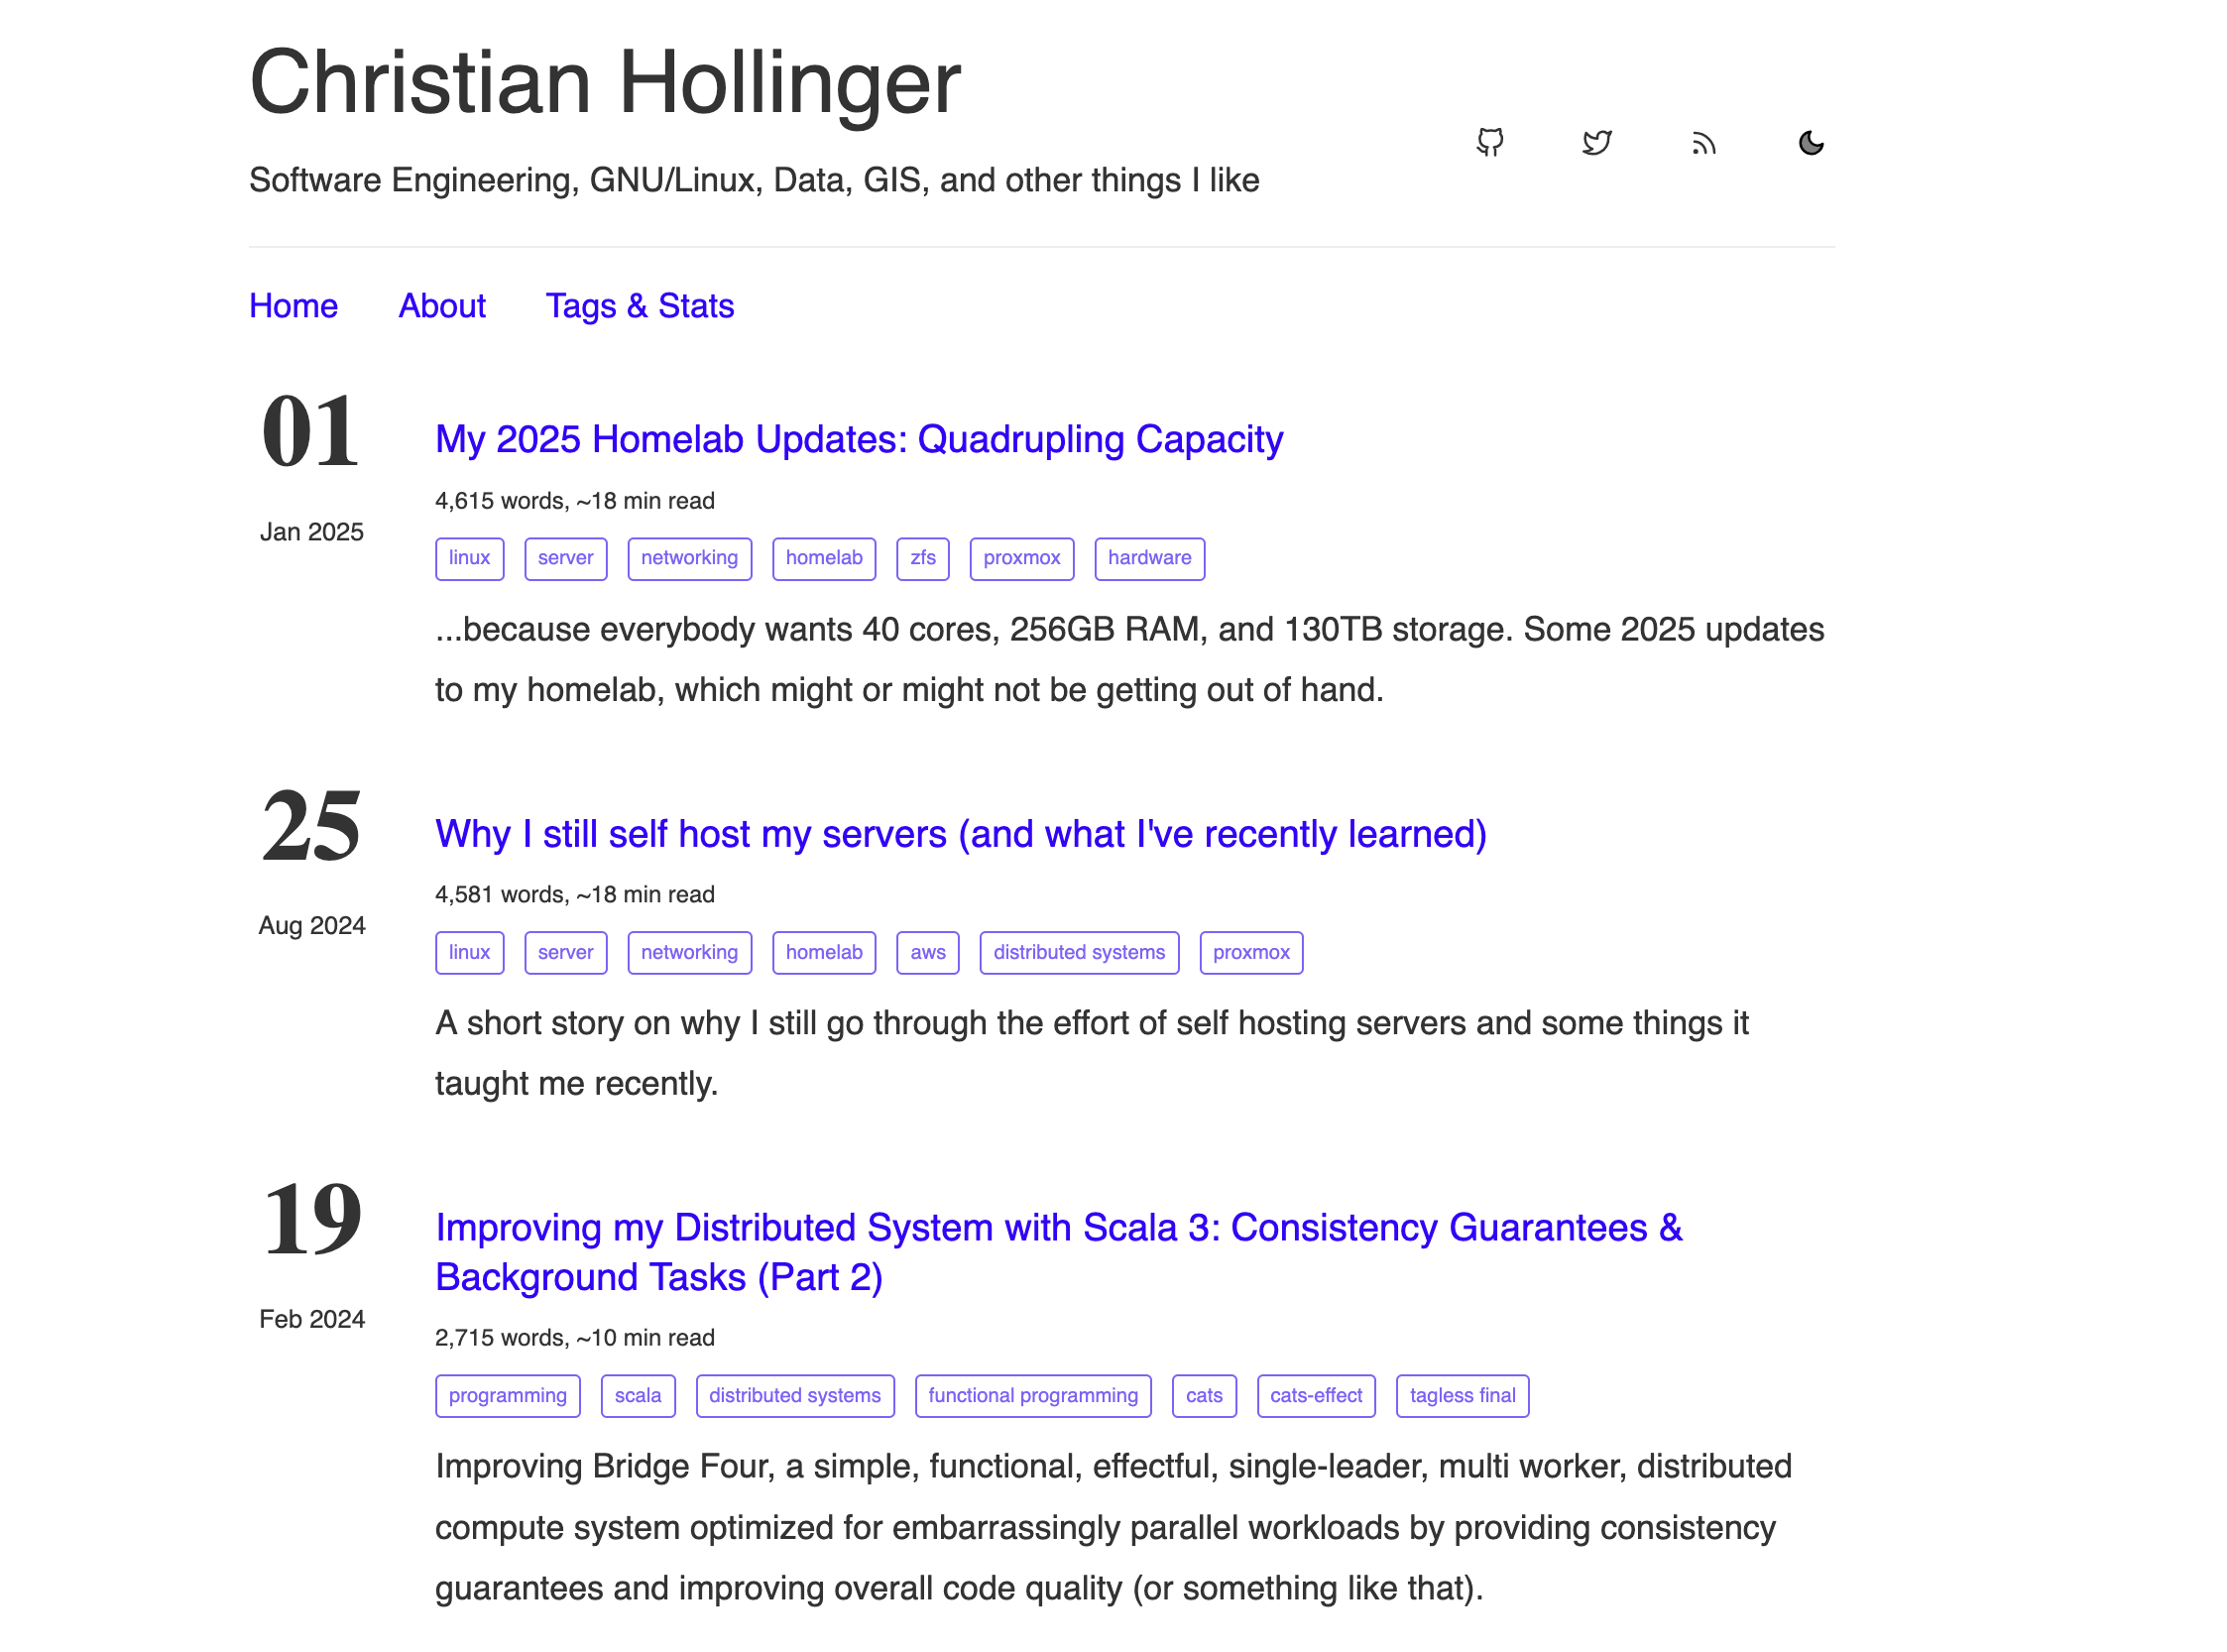 Christian Hollinger
Software Engineering, GNU/Linux, Data, GIS, and other things I like
Home About Tags & Stats
01
Jan 2025
My 2025 Homelab Updates: Quadrupling Capacity
4,615 words, ~18 min read
linux server networking homelab zfs proxmox hardware
...because everybody wants 40 cores, 256GB RAM, and 130TB storage. Some 2025 updates
to my homelab, which might or might not be getting out of hand.
25
Aug 2024
Why I still self host my servers (and what I've recently learned)
4,581 words, ~18 min read
linux server networking homelab aws distributed systems proxmox
A short story on why I still go through the effort of self hosting servers and some things it
taught me recently.
19
Feb 2024
Improving my Distributed System with Scala 3: Consistency Guarantees &
Background Tasks (Part 2)
2,715 words, ~10 min read
programming scala distributed systems functional programming cats cats-effect tagless final
Improving Bridge Four, a simple, functional, effectful, single-leader, multi worker, distributed
compute system optimized for embarrassingly parallel workloads by providing consistency
guarantees and improving overall code quality (or something like that).